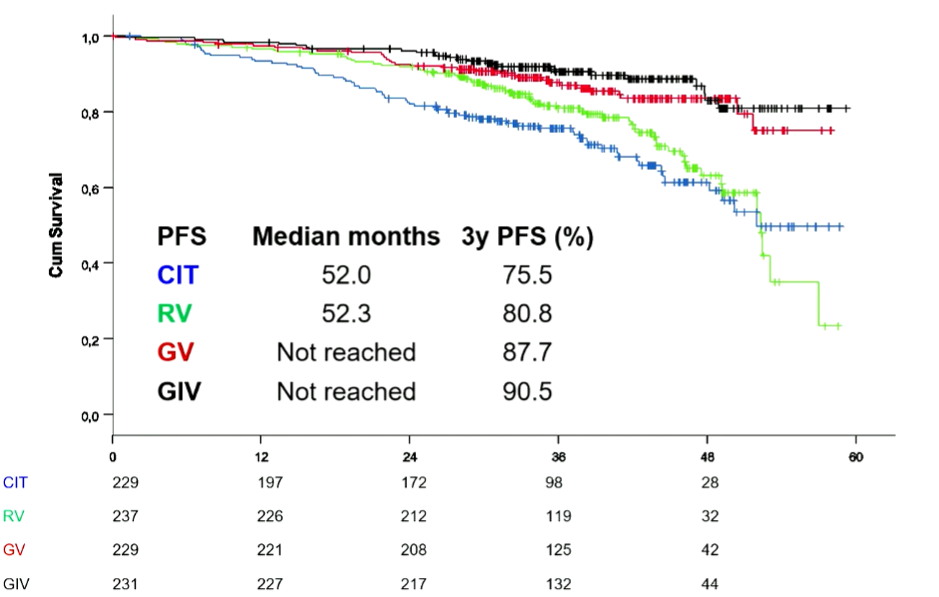 1,0
0,8
0,6
0,4
0,2
0,0
Cum Survival
PFS Median months 3y PFS (%)
CIT 52.0 75.5
RV 52.3 80.8
GV Not reached 87.7
GIV Not reached 90.5
0 12 24 36 48 60
CIT 229 197 172 98 28
RV 237 226 212 119 32
GV 229 221 208 125 42
GIV 231 227 217 132 44